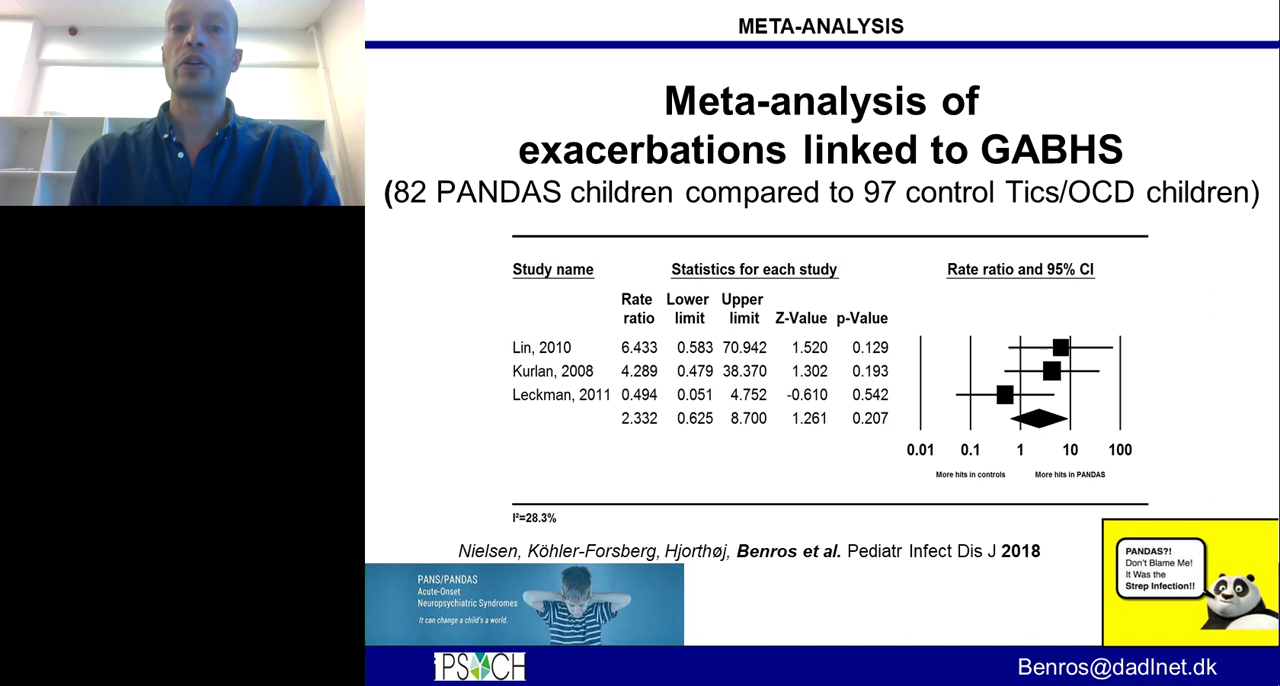 META-ANALYSIS
Meta-analysis of
exacerbations linked to GABHS
(82 PANDAS children compared to 97 control Tics/OCD children)
Study name Statistics for each study Rate ratio and 95% CI
Rate Lower Upper
ratio limit limit Z-Value p-Value
Lin, 2010 6.433 0.583 70.942 1.520 0.129
Kurlan, 2008 4.289 0.479 38.370 1.302 0.193
Leckman, 2011 0.494 0.051 4.752 -0.610 0.542
2.332 0.625 8.700 1.261 0.207
0.01 0.1 1 10 100
More hits in controls More hits in PANDAS
I²=28.3%
Nielsen, Köhler-Forsberg, Hjorthøj, Benros et al. Pediatr Infect Dis J 2018
PANS/PANDAS
Acute-Onset
Neuropsychiatric Syndromes
It can change a child's a world.
PANDAS?!
Don't Blame Me!
It Was the
Strep Infection!!
iPSYCH
Benros@dadlnet.dk